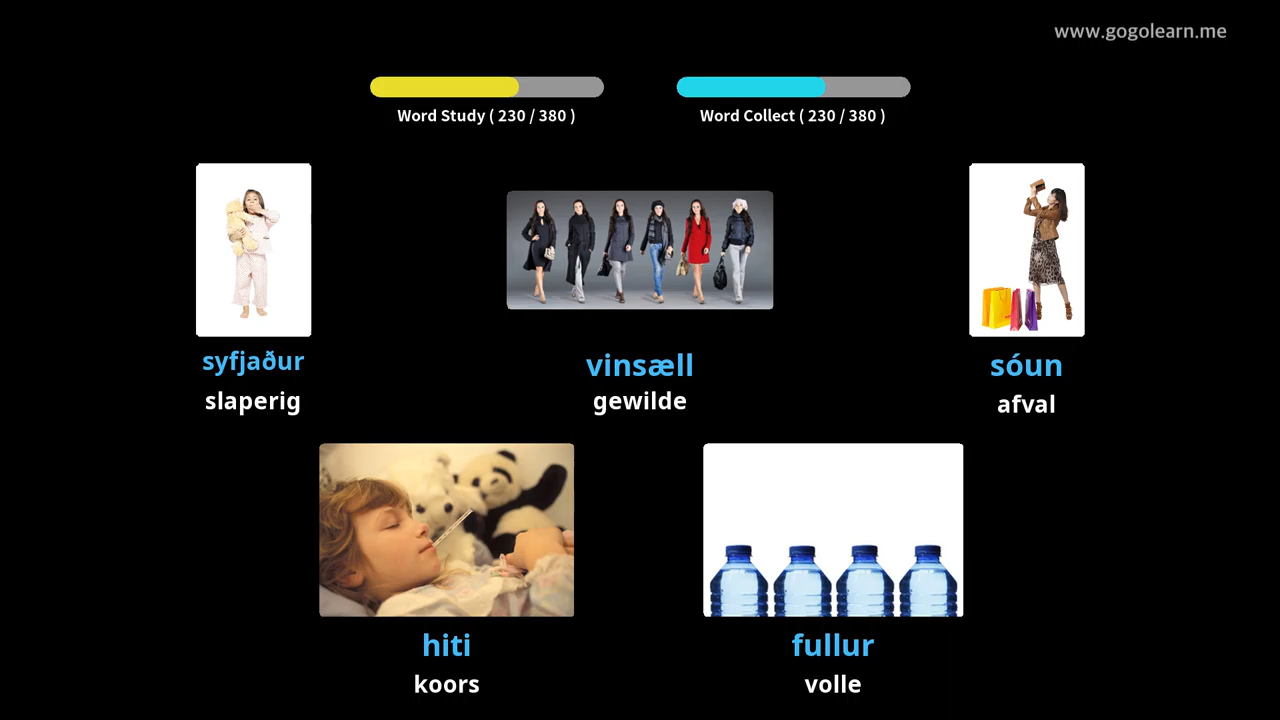 www.gogolearn.me
Word Study ( 230 / 380 )
Word Collect ( 230 / 380 )
syfjaður
slaperig
vinsæll
gewilde
sóun
afval
hiti
koors
fullur
volle